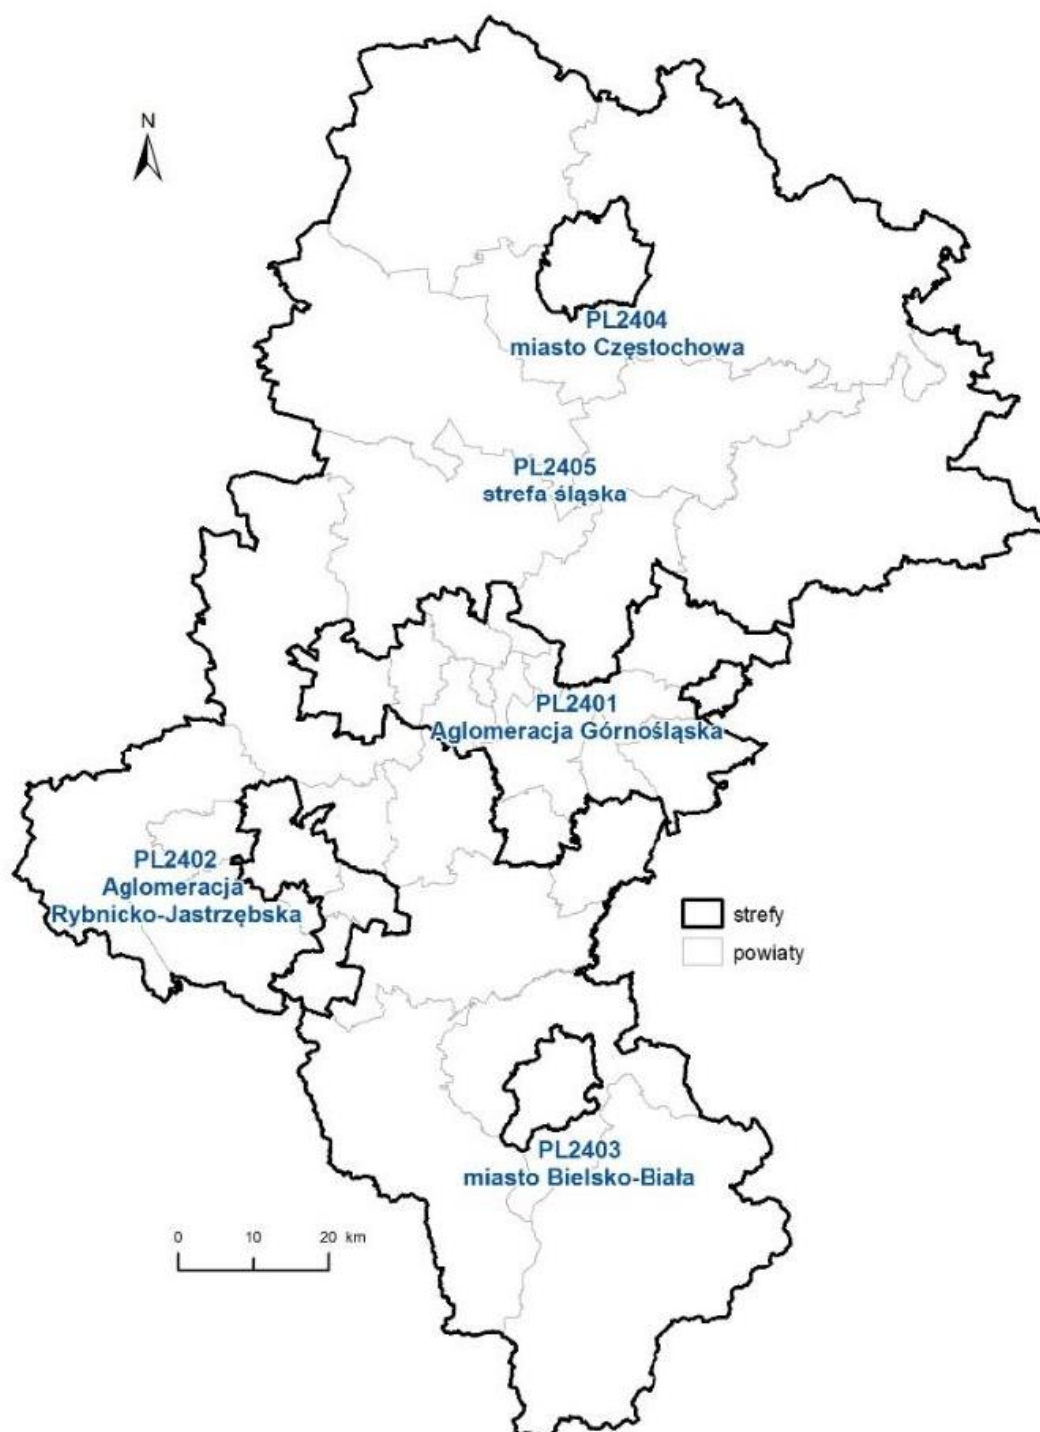 N
PL2404
miasto Częstochowa
PL2405
strefa śląska
PL2401
Aglomeracja Górnośląska
PL2402
Aglomeracja
Rybnicko-Jastrzębska
strefy
powiaty
PL2403
miasto Bielsko-Biała
0 10 20 km